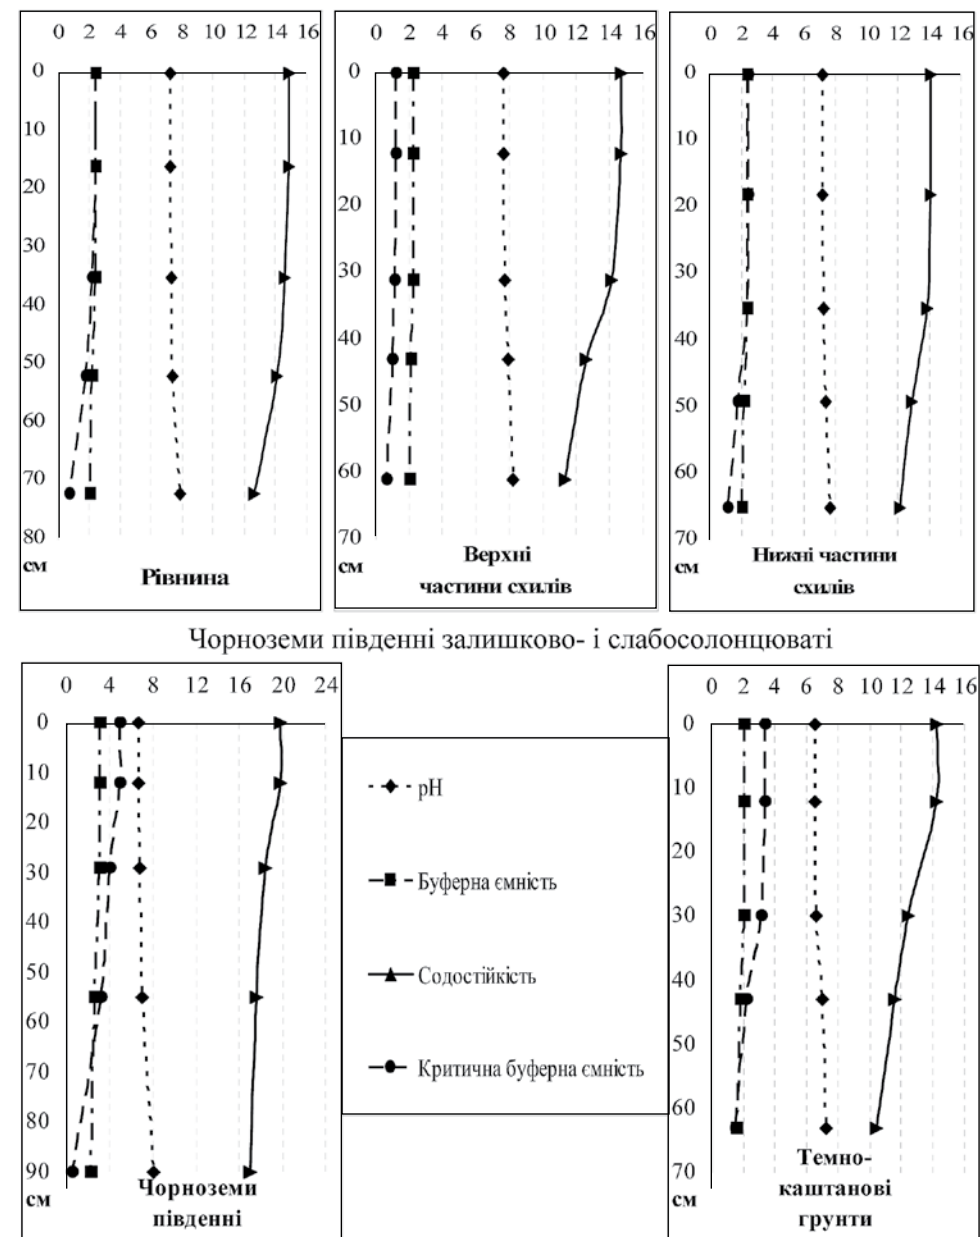 0 2 4 6 8 10 12 14 16
0
10
20
30
40
50
60
70
80
см
Рівнина
0 2 4 6 8 10 12 14 16
0
10
20
30
40
50
60
70
см
Верхні
частини схилів
0 2 4 6 8 10 12 14 16
0
10
20
30
40
50
60
70
см
Нижні частини
схилів
Чорноземи південні залишково- і слабосолонцюваті
0 4 8 12 16 20 24
0
10
20
30
40
50
60
70
80
90
см
Чорноземи
південні
pH
Буферна ємність
Содостійкість
Критична буферна ємність
0 2 4 6 8 10 12 14 16
0
10
20
30
40
50
60
70
см
Темно-
каштанові
грунти